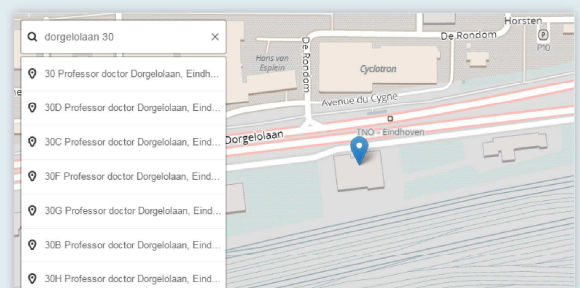 dorgelolaan 30
30 Professor doctor Dorgelolaan, Eindh...
30D Professor doctor Dorgelolaan, Eind...
30C Professor doctor Dorgelolaan, Eind...
30F Professor doctor Dorgelolaan, Eind...
30G Professor doctor Dorgelolaan, Eind...
30B Professor doctor Dorgelolaan, Eind...
30H Professor doctor Dorgelolaan, Eind...
Horsten
De Rondom
P
P10
De Rondom
Hans van
Esplein
Cyclotron
Avenue du Cygne
TNO - Eindhoven
Dorgelolaan